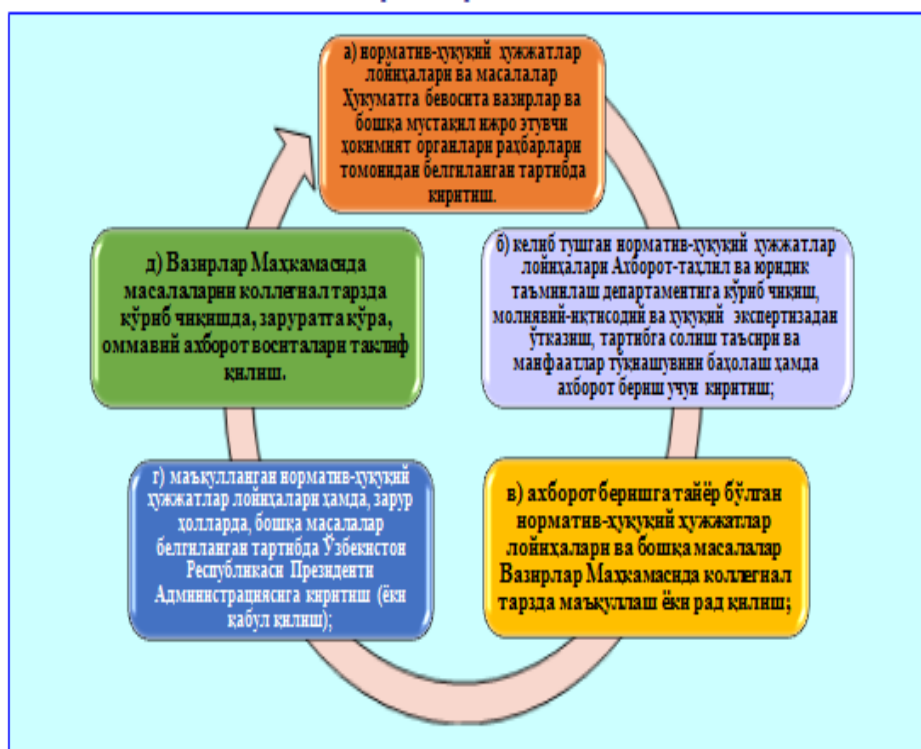 а) норматив-ҳуқуқий ҳужжатлар
лойиҳалари ва масалалар
Ҳукуматга бевосита вазирлар ва
бошқа мустақил ижро этувчи
ҳокимият органлари раҳбарлари
томонидан белгиланган тартибда
киритиш.
б) келиб тушган норматив-ҳуқуқий ҳужжатлар
лойиҳалари Ахборот-таҳлил ва юридик
таъминлаш департаментига кўриб чиқиш,
молиявий-иқтисодий ва ҳуқуқий экспертизадан
ўтказиш, тартибга солиш таъсири ва
манфаатлар тўқнашувини баҳолаш ҳамда
ахборот бериш учун киритиш;
в) ахборот беришга тайёр бўлган
норматив-ҳуқуқий ҳужжатлар
лойиҳалари ва бошқа масалалар
Вазирлар Маҳкамасида коллегиал
тарзда маъқуллаш ёки рад қилиш;
г) маъқулланган норматив-ҳуқуқий
ҳужжатлар лойиҳалари ҳамда, зарур
ҳолларда, бошқа масалалар
белгиланган тартибда Ўзбекистон
Республикаси Президенти
Администрациясига киритиш (ёки
қабул қилиш);
д) Вазирлар Маҳкамасида
масалаларни коллегиал тарзда
кўриб чиқишда, заруратга кўра,
оммавий ахборот воситалари таклиф
қилиш.